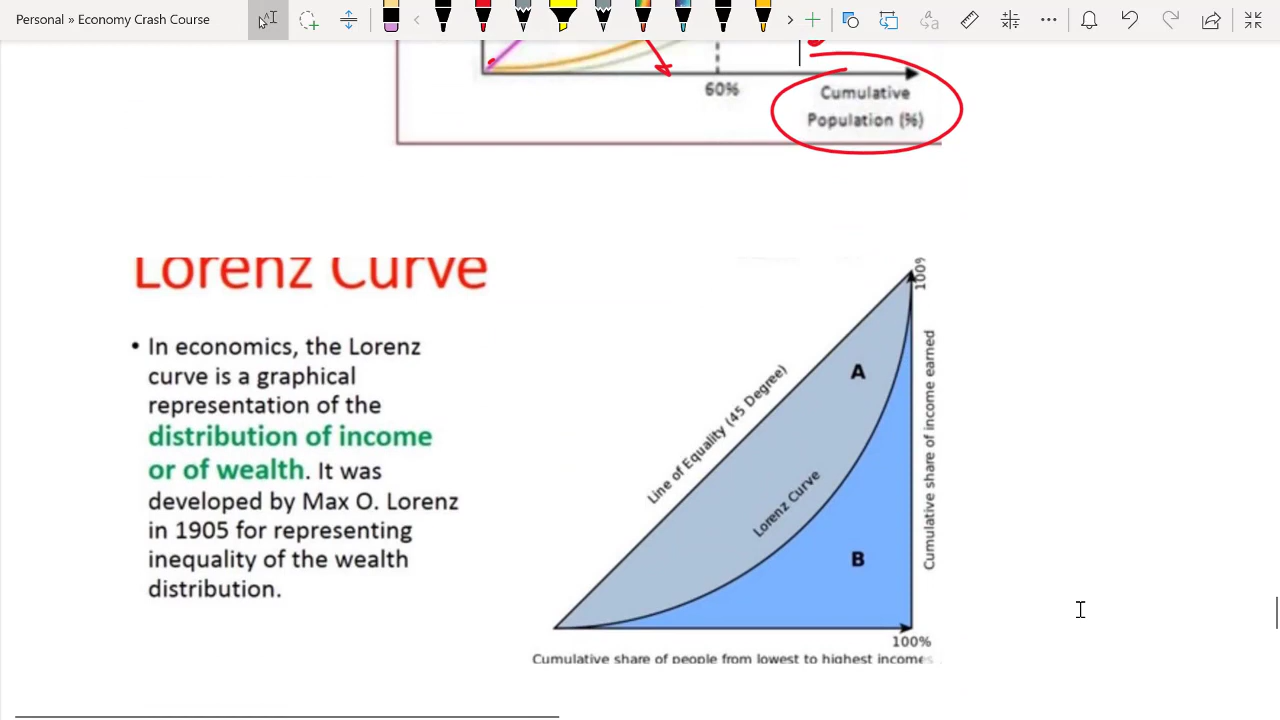 Personal » Economy Crash Course
60%
Cumulative
Population (%)
Lorenz Curve
• In economics, the Lorenz
curve is a graphical
representation of the
distribution of income
or of wealth. It was
developed by Max O. Lorenz
in 1905 for representing
inequality of the wealth
distribution.
100%
A
Line of Equality (45 Degree)
Cumulative share of income earned
Lorenz Curve
B
100%
Cumulative share of people from lowest to highest incomes